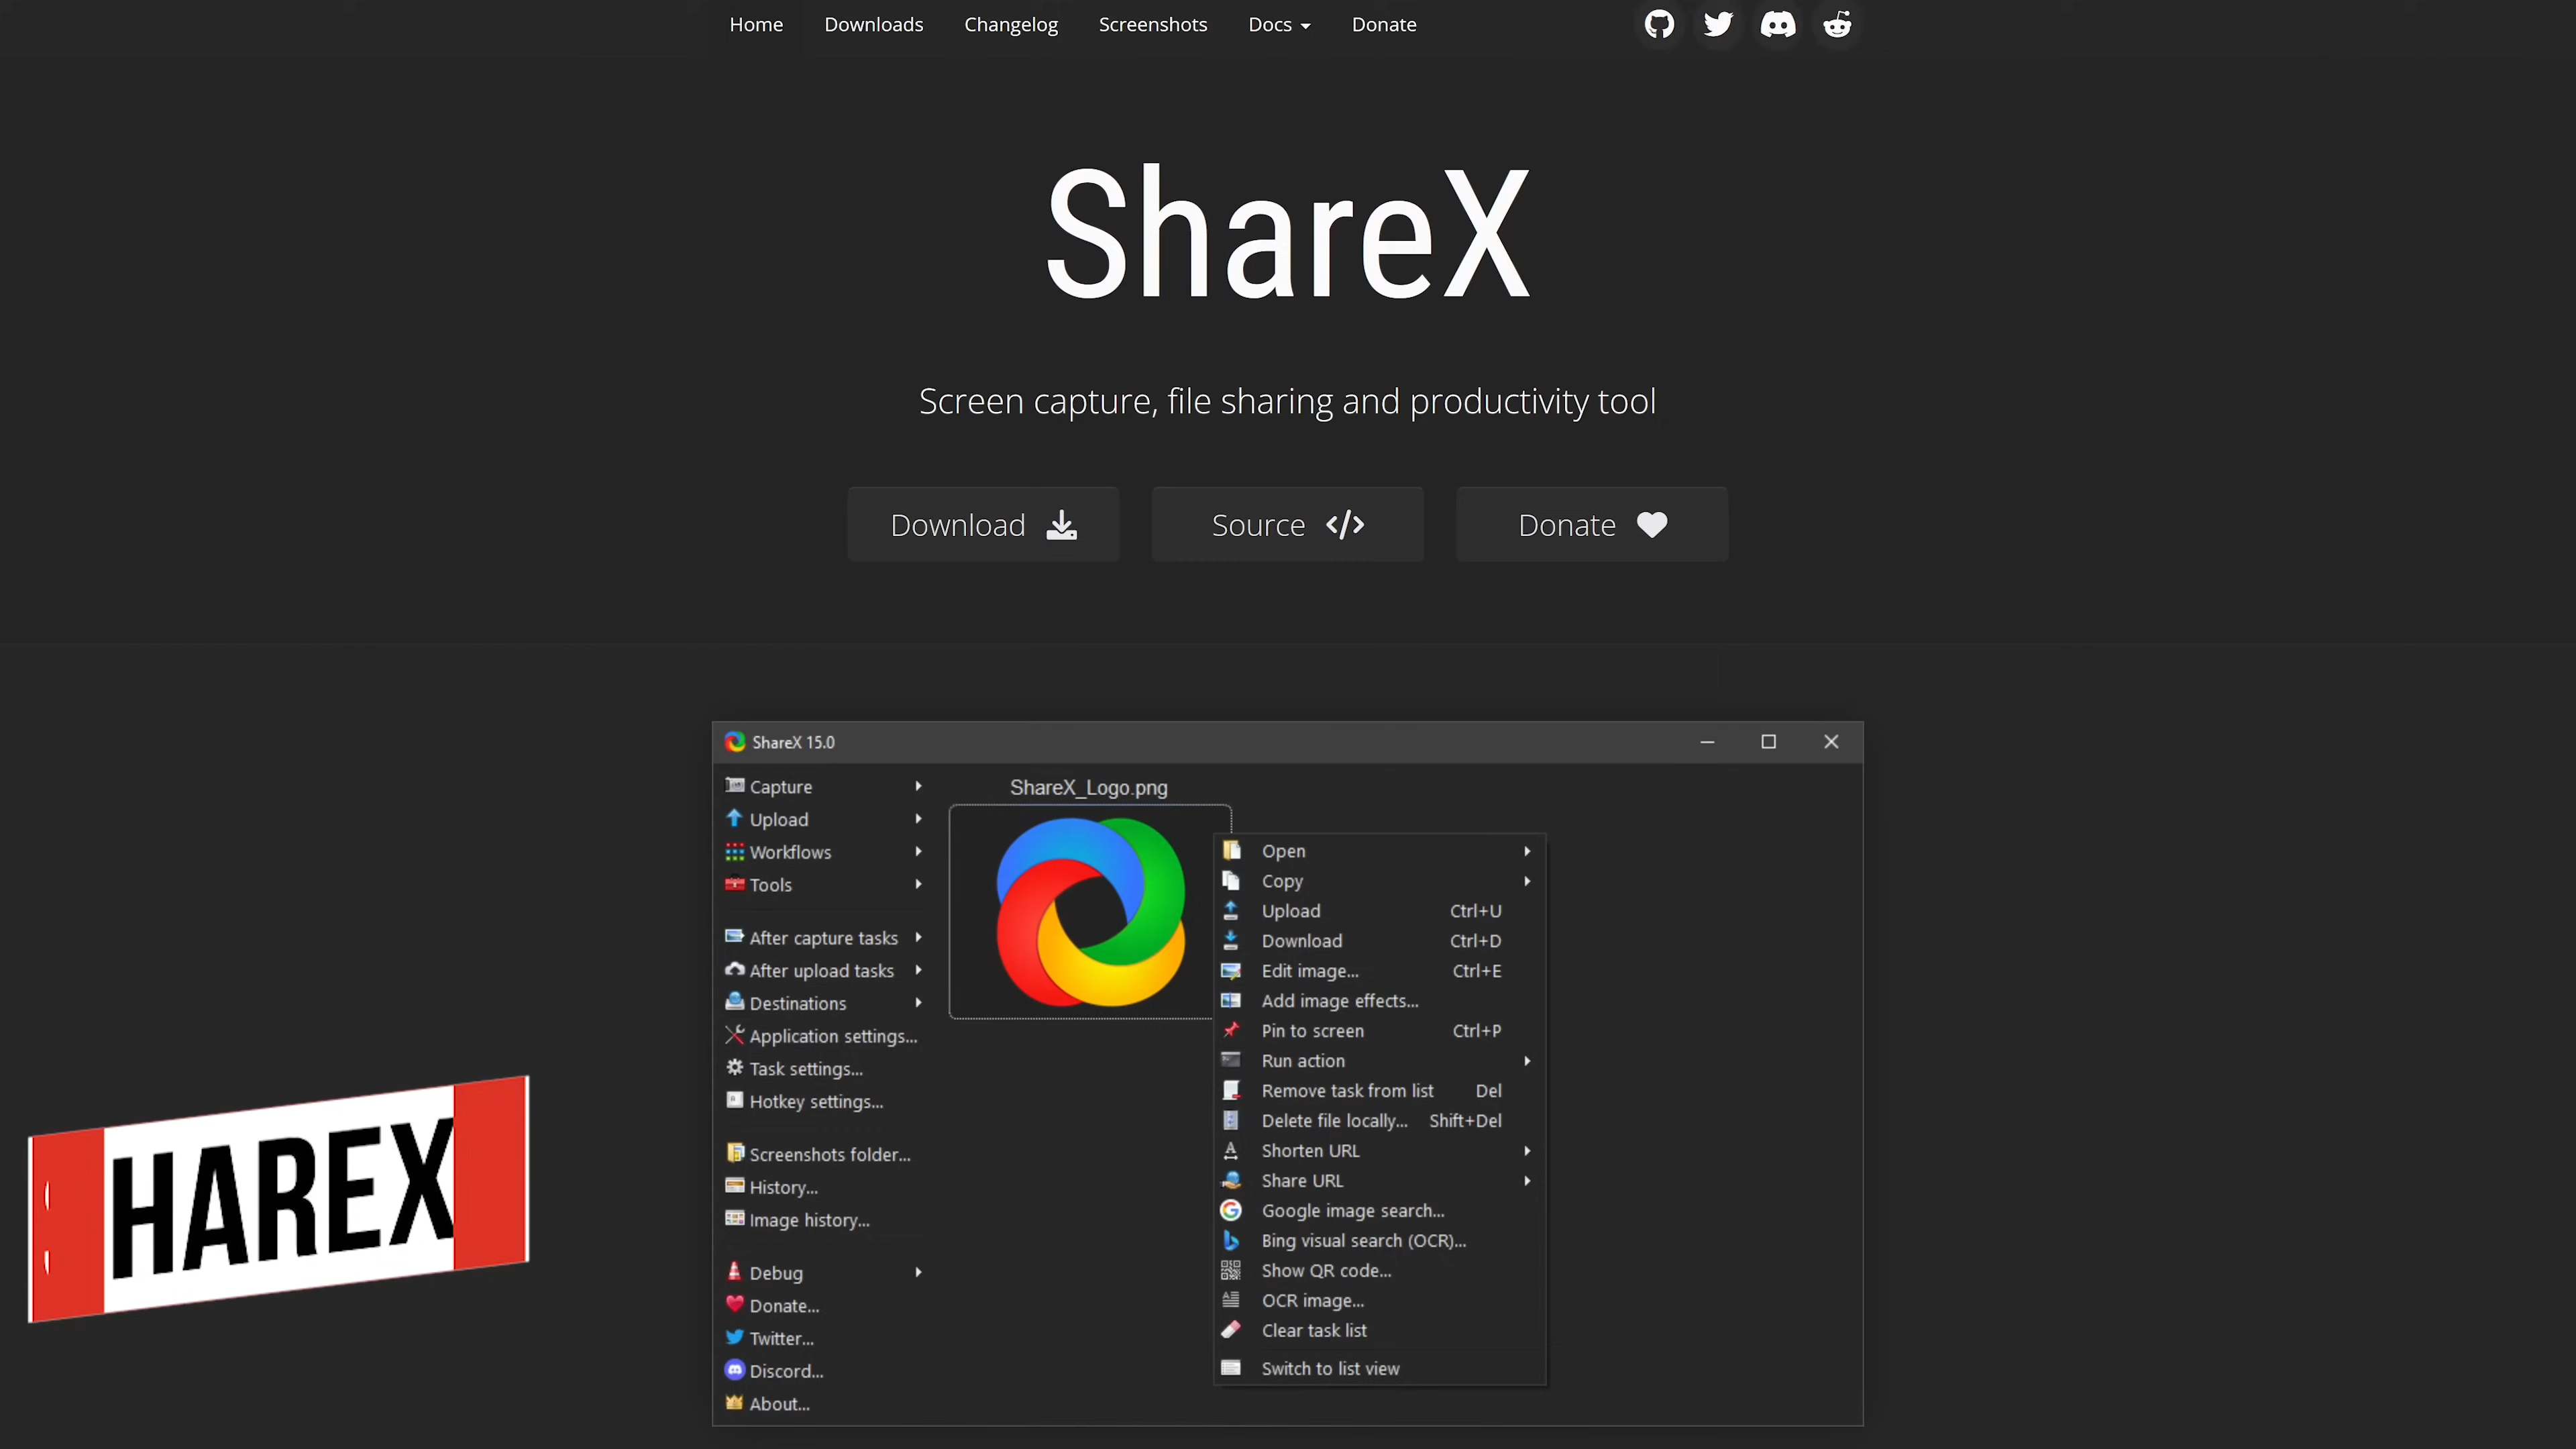 Home Downloads Changelog Screenshots Docs Donate
ShareX
Screen capture, file sharing and productivity tool
Download Source Donate
ShareX 15.0
Capture
Upload
Workflows
Tools
After capture tasks
After upload tasks
Destinations
Application settings...
Task settings...
Hotkey settings...
Screenshots folder...
History...
Image history...
Debug
Donate...
Twitter...
Discord...
About...
ShareX_Logo.png
Open
Copy
Upload Ctrl+U
Download Ctrl+D
Edit image... Ctrl+E
Add image effects...
Pin to screen Ctrl+P
Run action
Remove task from list Del
Delete file locally... Shift+Del
Shorten URL
Share URL
Google image search...
Bing visual search (OCR)...
Show QR code...
OCR image...
Clear task list
Switch to list view
HAREX